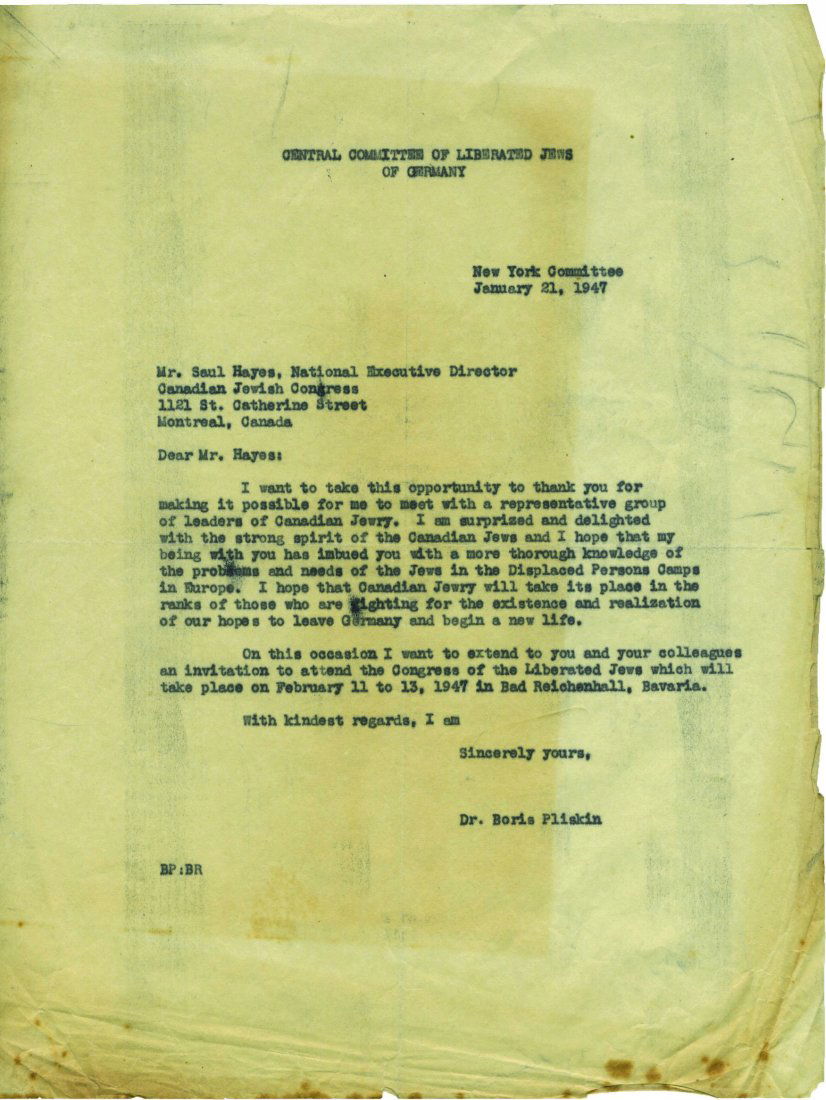 CENTRAL COMMITTEE OF LIBERATED JEWS
OF GERMANY
New York Committee
January 21, 1947
Mr. Saul Hayes, National Executive Director
Canadian Jewish Congress
1121 St. Catherine Street
Montreal, Canada
Dear Mr. Hayes:
I want to take this opportunity to thank you for
making it possible for me to meet with a representative group
of leaders of Canadian Jewry. I am surprized and delighted
with the strong spirit of the Canadian Jews and I hope that my
being with you has imbued you with a more thorough knowledge of
the problems and needs of the Jews in the Displaced Persons Camps
in Europe. I hope that Canadian Jewry will take its place in the
ranks of those who are fighting for the existence and realization
of our hopes to leave Germany and begin a new life.
On this occasion I want to extend to you and your colleagues
an invitation to attend the Congress of the Liberated Jews which will
take place on February 11 to 13, 1947 in Bad Reichenhall, Bavaria.
With kindest regards, I am
Sincerely yours,
Dr. Boris Pliskin
BP:BR